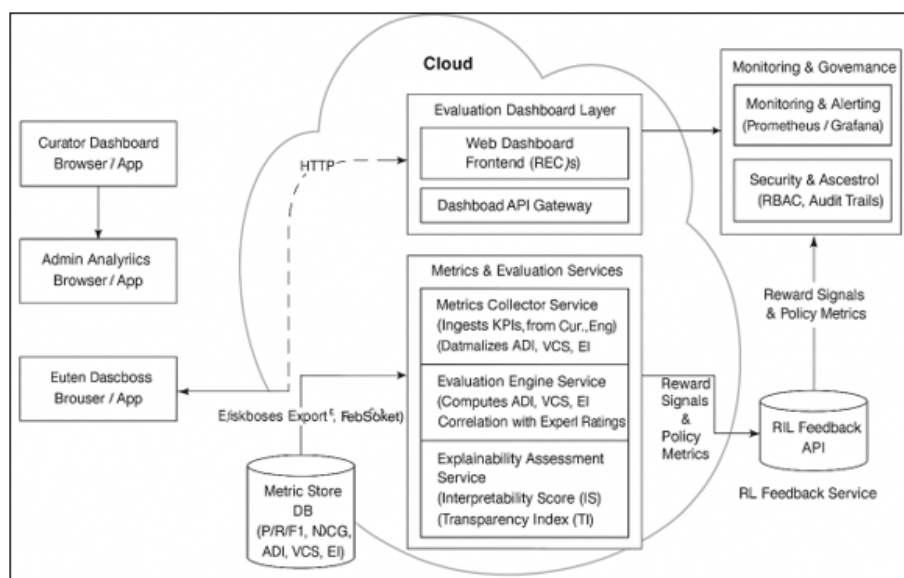 Cloud
Curator Dashboard
Browser / App
Admin Analyriics
Browser / App
Euten Dascboss
Brouser / App
HTTP
Evaluation Dashboard Layer
Web Dashboard
Frontend (REC)s
Dashboad API Gateway
Monitoring & Govemance
Monitoring & Alerting
(Prometheus / Grafana)
Security & Ascestrol
(RBAC, Audit Trails)
Metrics & Evaluation Services
Metrics Collector Service
(Ingests KPIs, from Cur., Eng)
(Datmalizes ADI, VCS, EI
Evaluation Engine Service
(Computes ADI, VCS, EI
Correlation with Experl Ratings
Explainability Assessment
Service
(Interpretability Score (IS)
(Transparency Index (TI)
Export
Metric Store
DB
(P/R/F1, NXCG,
ADI, VCS, EI)
Reward
Signals
&
Policy
Metrics
Reward Signals
& Policy Metrics
RIL Feedback
API
RL Feedback Service